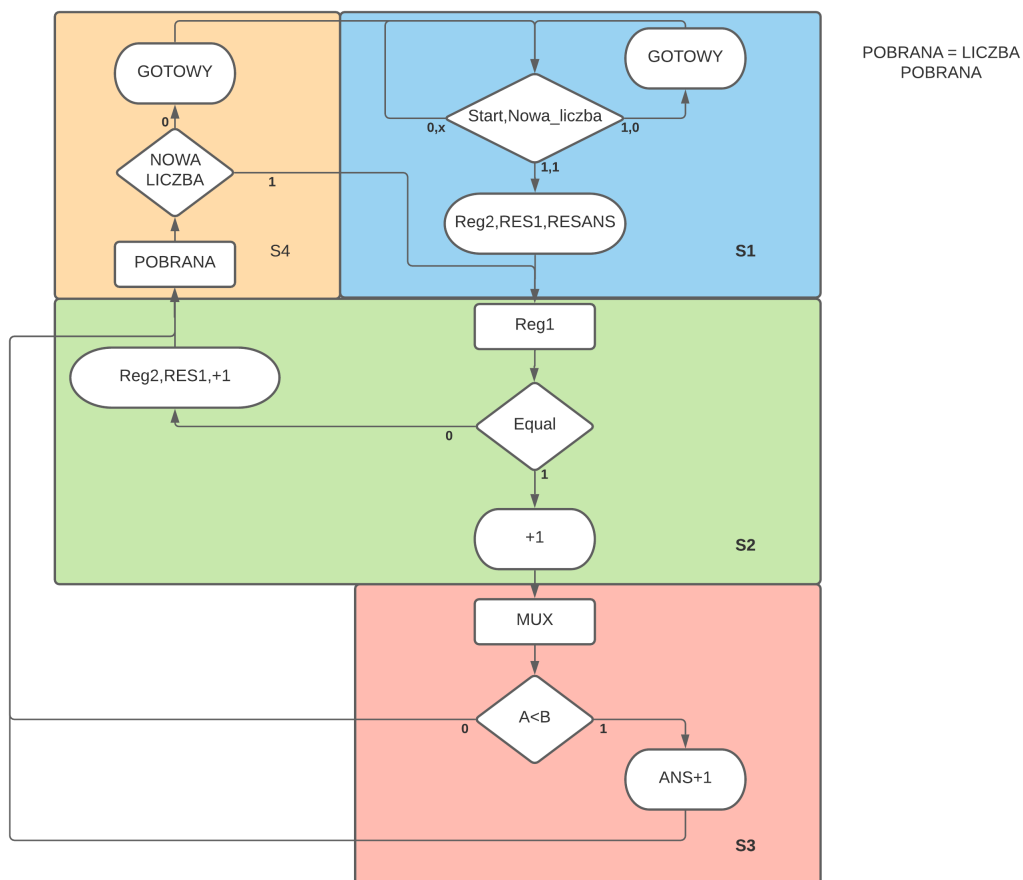 POBRANA = LICZBA
POBRANA
GOTOWY
GOTOWY
Start,Nowa_liczba
0,x
1,0
1,1
0
NOWA
LICZBA
1
Reg2,RES1,RESANS
POBRANA
S4
S1
Reg1
Reg2,RES1,+1
Equal
0
1
+1
S2
MUX
A<B
0
1
ANS+1
S3